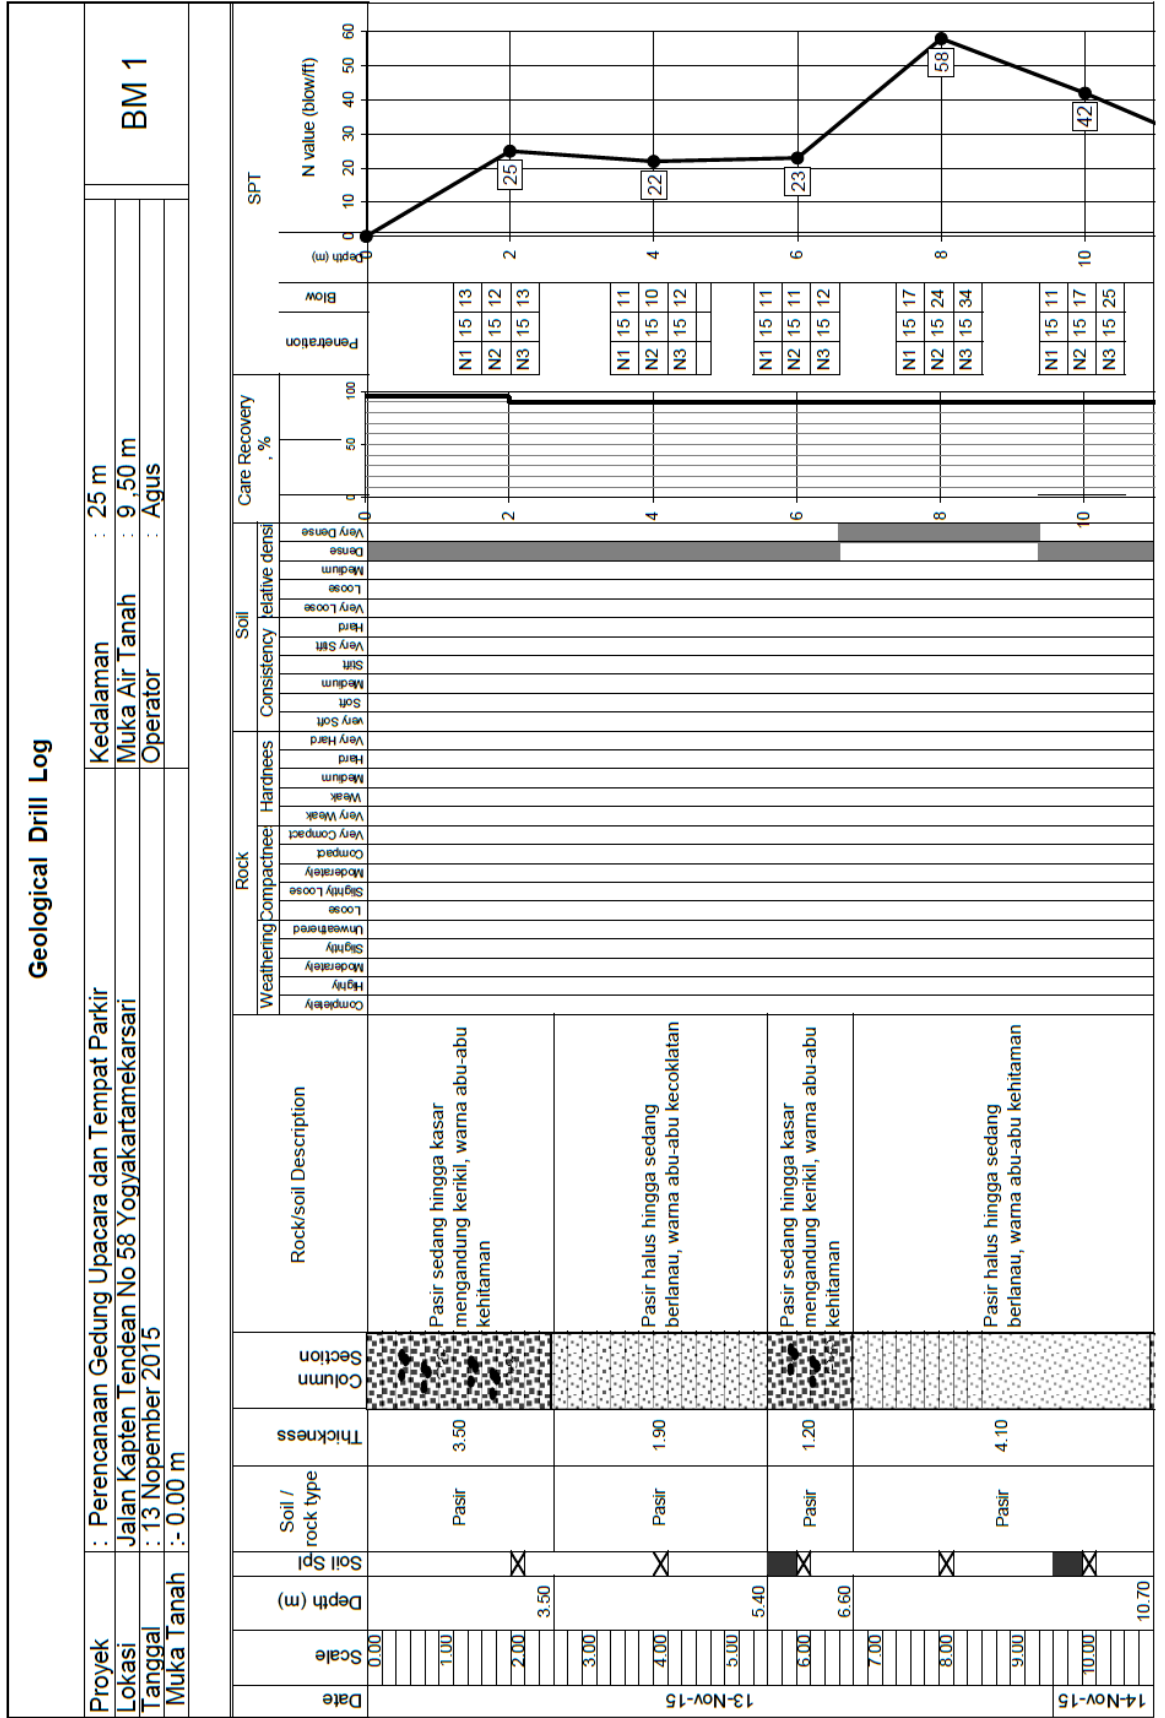 Geological Drill Log
Proyek : Perencanaan Gedung Upacara dan Tempat Parkir Kedalaman : 25 m BM 1
Lokasi Jalan Kapten Tendean No 58 Yogyakartamekarsari Muka Air Tanah : 9 ,50 m
Tanggal : 13 Nopember 2015 Operator : Agus
Muka Tanah :- 0.00 m
Date
Scale
Depth (m)
Soil Spl
Soil /
rock type
Thickness
Column
Section
Rock/soil Description
Rock
Weathering
Completely
Highly
Moderately
Slightly
Unweathered
Compactnee
Loose
Slightly Loose
Moderately
Compact
Very Compact
Hardnees
Very Weak
Weak
Medium
Hard
Very Hard
Soil
Consistency
very Soft
Soft
Medium
Stift
Very Stift
Hard
Relative densi
Very Loose
Loose
Medium
Dense
Very Dense
Care Recovery
, %
0 50 100
SPT
Penetration
Blow
Depth (m)
N value (blow/ft)
0 10 20 30 40 50 60
13-Nov-15
14-Nov-15
0.00
1.00
2.00
3.00
4.00
5.00
6.00
7.00
8.00
9.00
10.00
3.50
5.40
6.60
10.70
Pasir
Pasir
Pasir
Pasir
3.50
1.90
1.20
4.10
Pasir sedang hingga kasar
mengandung kerikil, warna abu-abu
kehitaman
Pasir halus hingga sedang
berlanau, warna abu-abu kecoklatan
Pasir sedang hingga kasar
mengandung kerikil, warna abu-abu
kehitaman
Pasir halus hingga sedang
berlanau, warna abu-abu kehitaman
0
2
4
6
8
10
N1 15 13
N2 15 12
N3 15 13
N1 15 11
N2 15 10
N3 15 12
N1 15 11
N2 15 11
N3 15 12
N1 15 17
N2 15 24
N3 15 34
N1 15 11
N2 15 17
N3 15 25
0
2
4
6
8
10
25
22
23
58
42